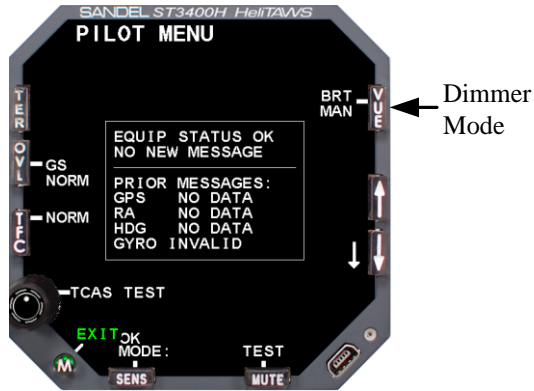 SANDEL ST3400H HeliTAWS
PILOT MENU
TER
BRT
MAN
VUE
Dimmer
Mode
OVL
GS
NORM
EQUIP STATUS OK
NO NEW MESSAGE
PRIOR MESSAGES:
GPS NO DATA
RA NO DATA
HDG NO DATA
GYRO INVALID
TFC
NORM
TCAS TEST
EXIT
OK
MODE:
TEST
M
SENS
MUTE